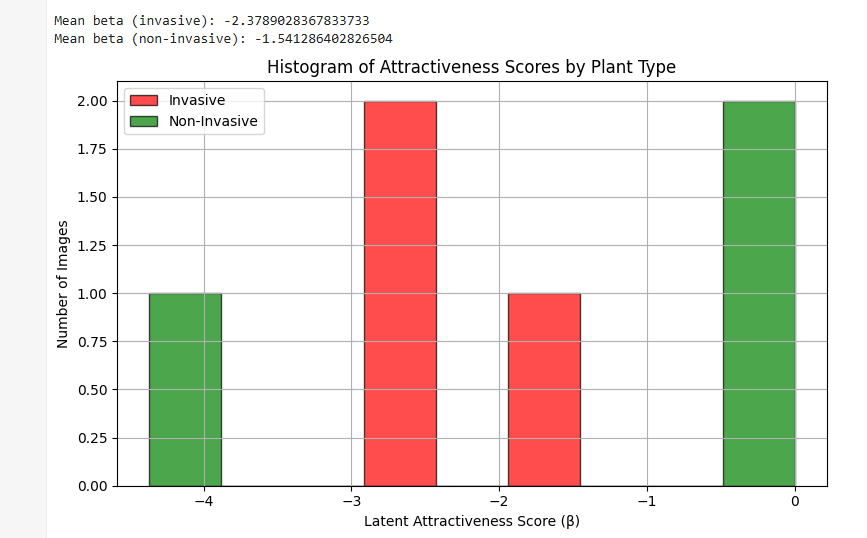 Mean beta (invasive): -2.3789028367833733
Mean beta (non-invasive): -1.541286402826504
Histogram of Attractiveness Scores by Plant Type
Invasive
Non-Invasive
2.00
1.75
1.50
1.25
1.00
0.75
0.50
0.25
0.00
Number of Images
−4
−3
−2
−1
0
Latent Attractiveness Score (β)